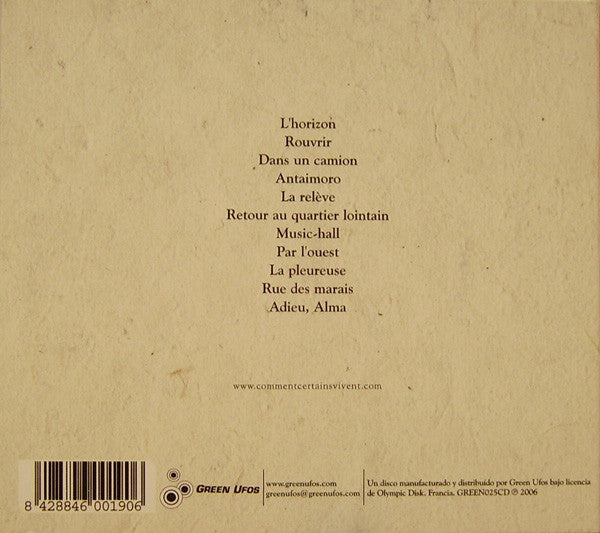 L'horizon
Rouvrir
Dans un camion
Antaimoro
La relève
Retour au quartier lointain
Music-hall
Par l'ouest
La pleureuse
Rue des marais
Adieu, Alma
www.commentcertainsvivent.com
8 428846 001906
GREEN UFOS
www.greenufos.com
greenufos@greenufos.com
Un disco manufacturado y distribuído por Green Ufos bajo licencia
de Olympic Disk. Francia. GREEN025CD ℗ 2006